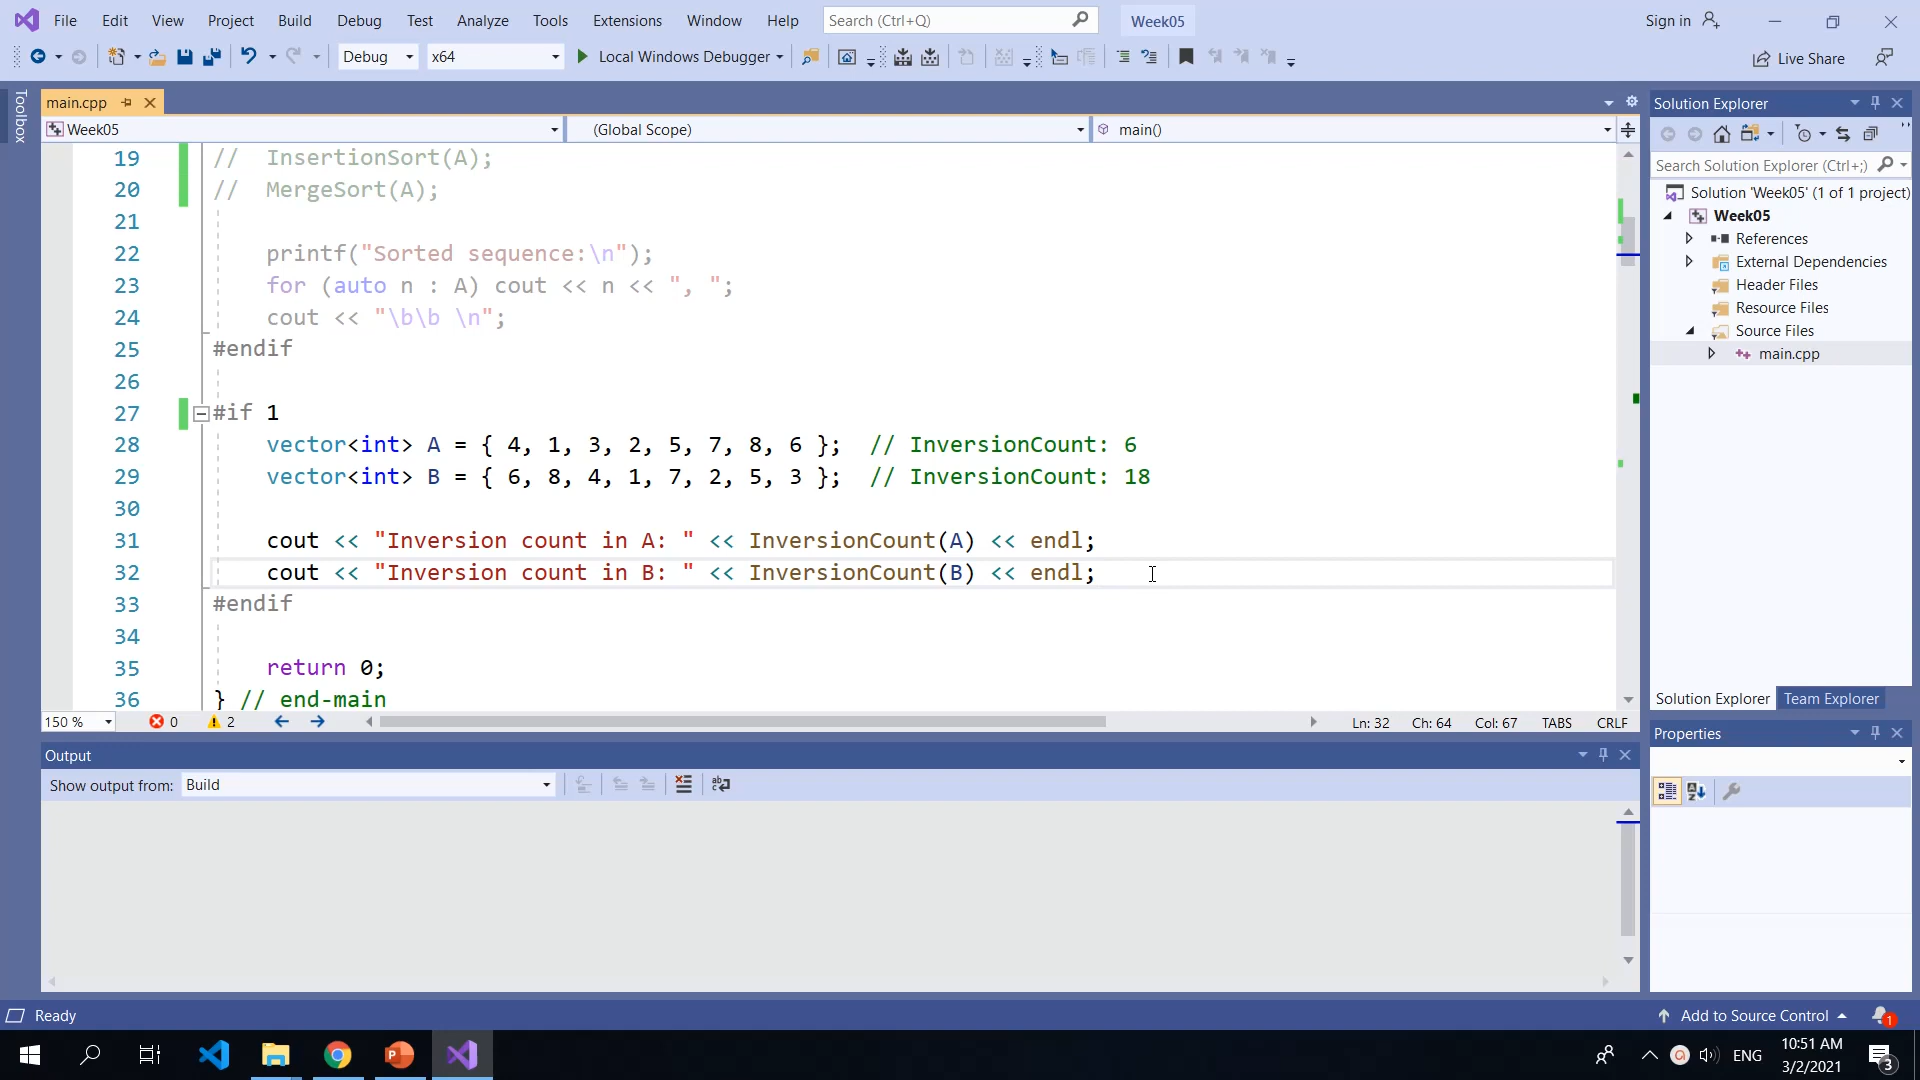 File Edit View Project Build Debug Test Analyze Tools Extensions Window Help Search (Ctrl+Q) Week05 Sign in
Debug x64 Local Windows Debugger Live Share
Toolbox
main.cpp
Week05 (Global Scope) main()
19 // InsertionSort(A);
20 // MergeSort(A);
21
22 printf("Sorted sequence:\n");
23 for (auto n : A) cout << n << ", ";
24 cout << "\b\b \n";
25 #endif
26
27 #if 1
28 vector<int> A = { 4, 1, 3, 2, 5, 7, 8, 6 }; // InversionCount: 6
29 vector<int> B = { 6, 8, 4, 1, 7, 2, 5, 3 }; // InversionCount: 18
30
31 cout << "Inversion count in A: " << InversionCount(A) << endl;
32 cout << "Inversion count in B: " << InversionCount(B) << endl;
33 #endif
34
35 return 0;
36 } // end-main
150 % 0 2 Ln: 32 Ch: 64 Col: 67 TABS CRLF
Output
Show output from: Build
Solution Explorer
Search Solution Explorer (Ctrl+;)
Solution 'Week05' (1 of 1 project)
Week05
References
External Dependencies
Header Files
Resource Files
Source Files
main.cpp
Solution Explorer Team Explorer
Properties
Ready Add to Source Control 1
ENG 10:51 AM
3/2/2021 3